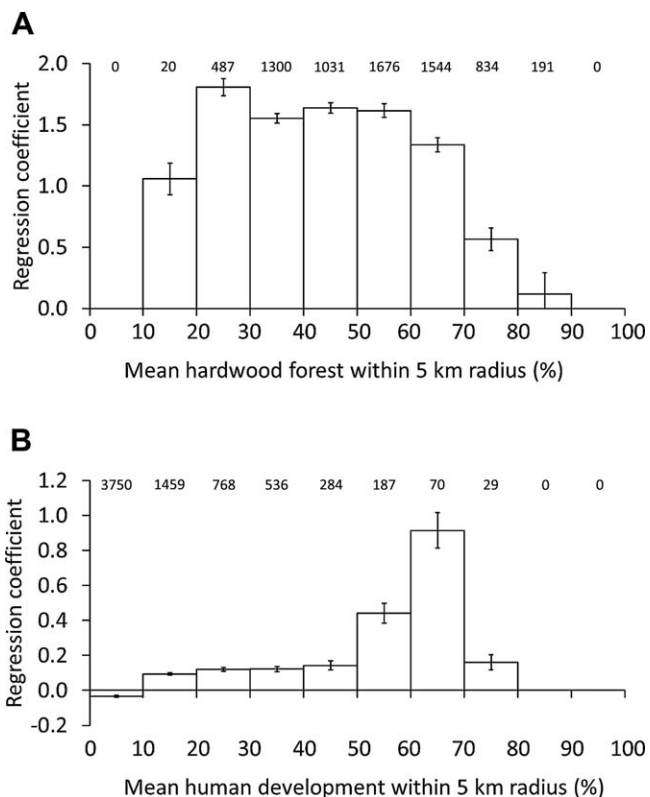 A
0 20 487 1300 1031 1676 1544 834 191 0
2.0
1.5
1.0
0.5
0.0
Regression coefficient
0 10 20 30 40 50 60 70 80 90 100
Mean hardwood forest within 5 km radius (%)
B
3750 1459 768 536 284 187 70 29 0 0
1.2
1.0
0.8
0.6
0.4
0.2
0.0
-0.2
Regression coefficient
0 10 20 30 40 50 60 70 80 90 100
Mean human development within 5 km radius (%)